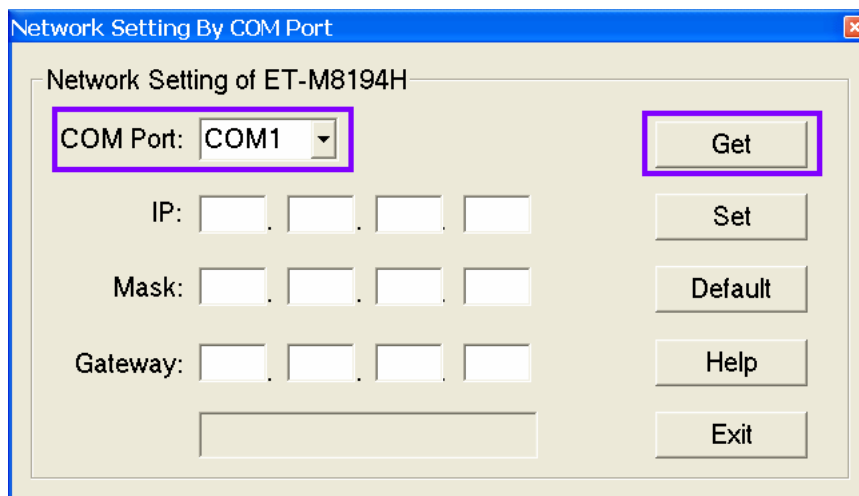 Network Setting By COM Port
Network Setting of ET-M8194H
COM Port: COM1
Get
IP: . . .
Set
Mask: . . .
Default
Gateway: . . .
Help
Exit